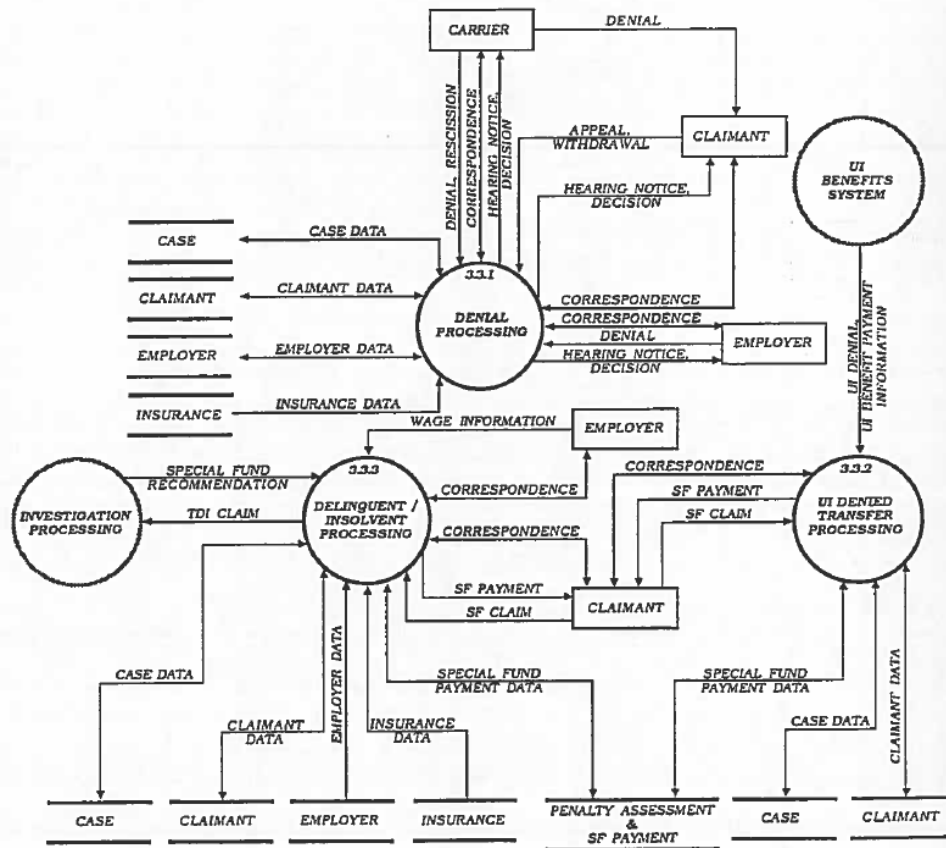 CARRIER
DENIAL
DENIAL, RESCISSION
CORRESPONDENCE
HEARING NOTICE,
DECISION
APPEAL,
WITHDRAWAL
CLAIMANT
HEARING NOTICE,
DECISION
UI
BENEFITS
SYSTEM
CASE
CASE DATA
CLAIMANT
CLAIMANT DATA
EMPLOYER
EMPLOYER DATA
INSURANCE
INSURANCE DATA
3.3.1
DENIAL
PROCESSING
CORRESPONDENCE
CORRESPONDENCE
DENIAL
HEARING NOTICE,
DECISION
EMPLOYER
UI DENIAL,
UI BENEFIT PAYMENT
INFORMATION
WAGE INFORMATION
EMPLOYER
SPECIAL FUND
RECOMMENDATION
INVESTIGATION
PROCESSING
TDI CLAIM
3.3.3
DELINQUENT /
INSOLVENT
PROCESSING
CORRESPONDENCE
CORRESPONDENCE
SF PAYMENT
SF CLAIM
CLAIMANT
CORRESPONDENCE
SF PAYMENT
SF CLAIM
3.3.2
UI DENIED
TRANSFER
PROCESSING
CASE DATA
CLAIMANT
DATA
EMPLOYER DATA
INSURANCE
DATA
SPECIAL FUND
PAYMENT DATA
SPECIAL FUND
PAYMENT DATA
CASE DATA
CLAIMANT DATA
CASE
CLAIMANT
EMPLOYER
INSURANCE
PENALTY ASSESSMENT
&
SF PAYMENT
CASE
CLAIMANT